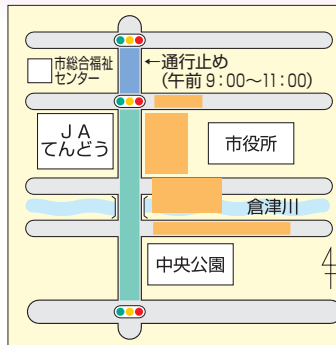 市総合福祉
センター
←通行止め
(午前9:00〜11:00)
JA
てんどう
市役所
倉津川
中央公園